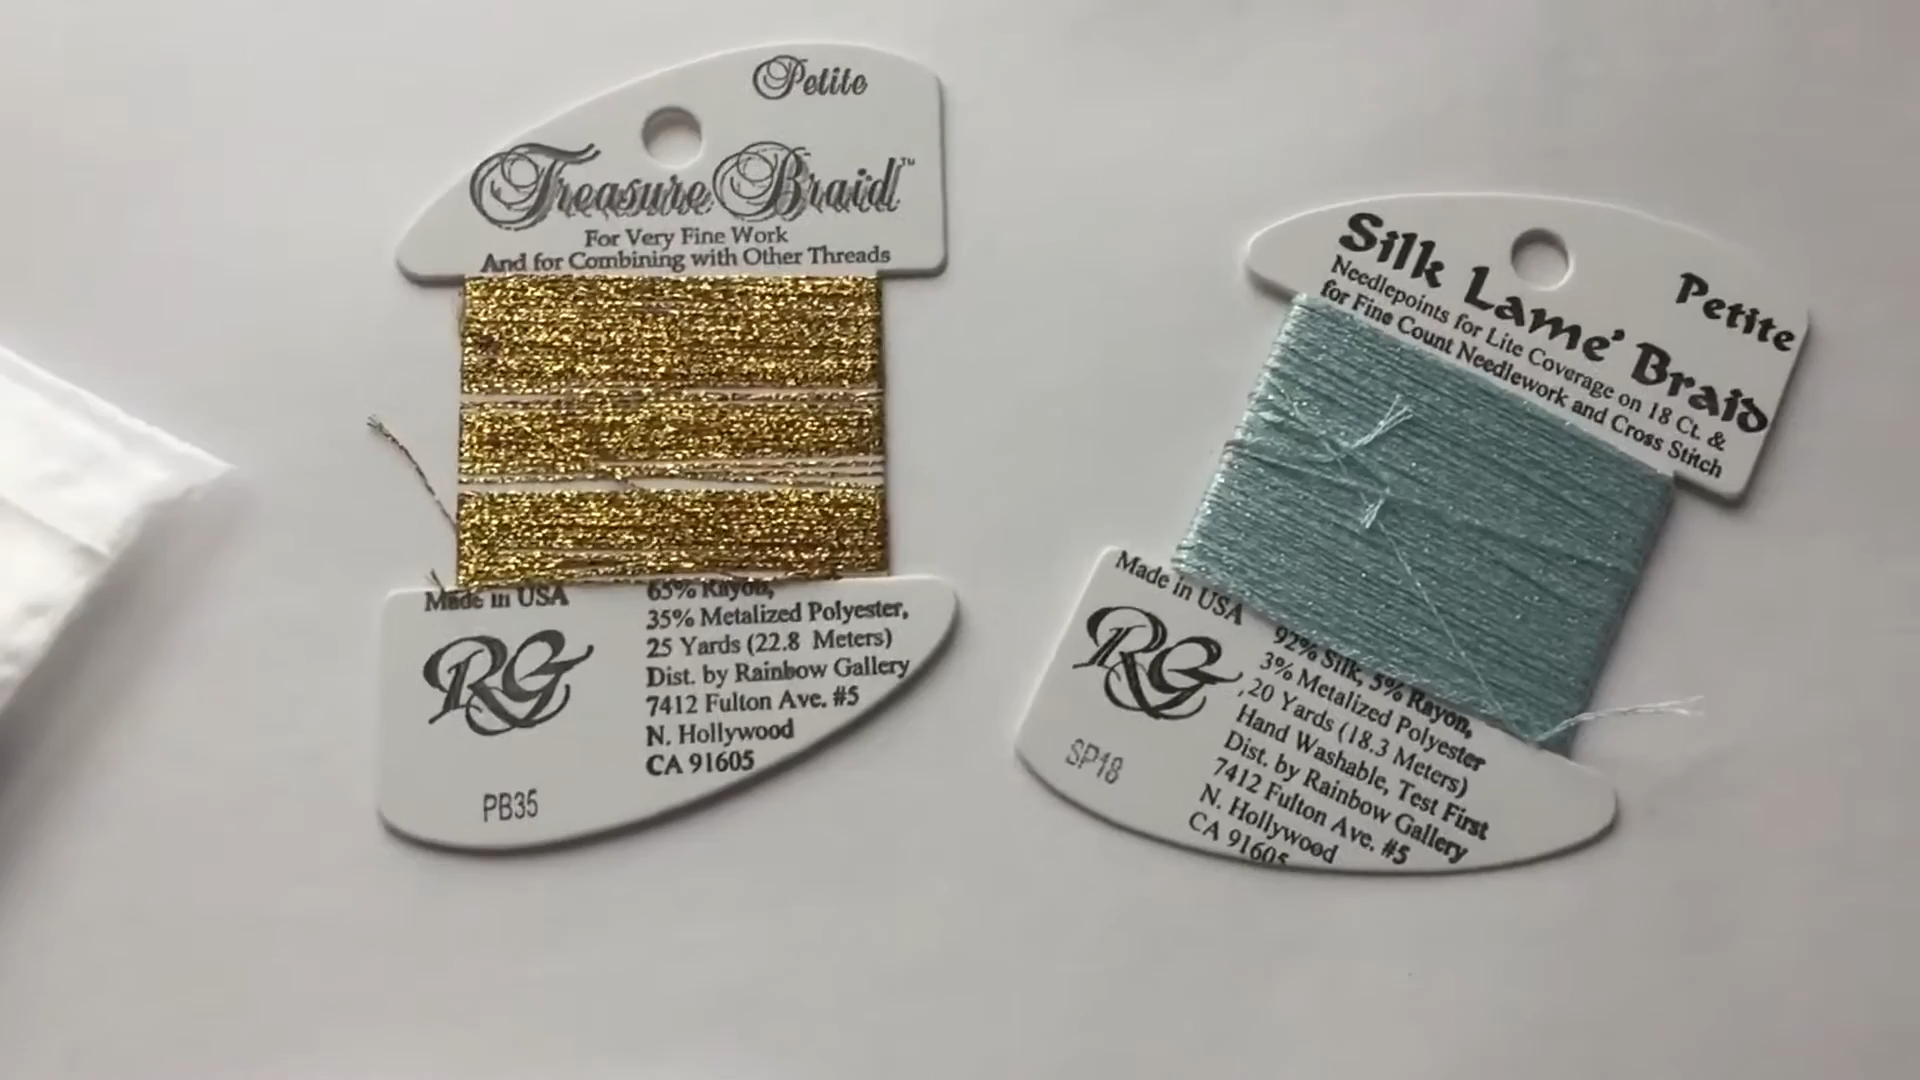 Petite
Treasure Braid™
For Very Fine Work
And for Combining with Other Threads
Made in USA
65% Rayon,
35% Metalized Polyester,
25 Yards (22.8 Meters)
Dist. by Rainbow Gallery
7412 Fulton Ave. #5
N. Hollywood
CA 91605
RG
PB35
Petite
Silk Lame' Braid
Needlepoints for Lite Coverage on 18 Ct. &
for Fine Count Needlework and Cross Stitch
Made in USA
92% Silk, 5% Rayon,
3% Metalized Polyester
20 Yards (18.3 Meters)
Hand Washable, Test First
Dist. by Rainbow Gallery
7412 Fulton Ave. #5
N. Hollywood
CA 91605
RG
SP18